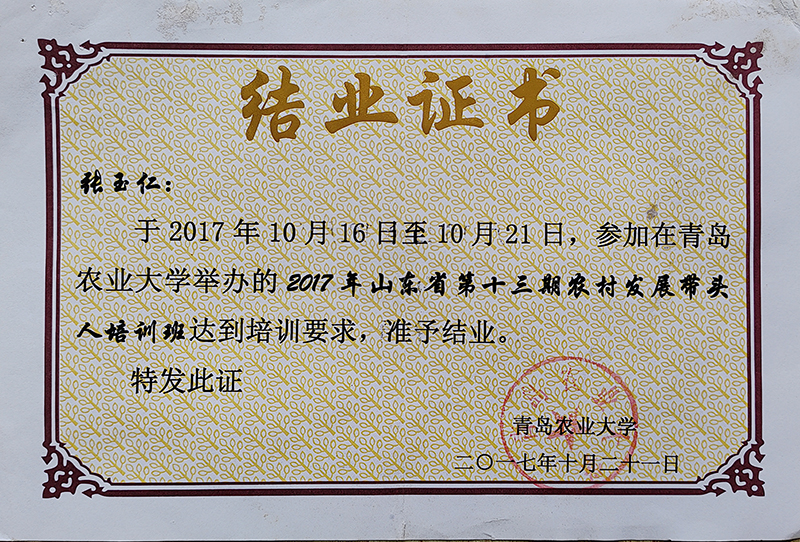 结业证书
张玉仁：
于 2017 年 10 月 16 日至 10 月 21 日，参加在青岛
农业大学举办的 2017 年山东省第十三期农村发展带头
人培训班达到培训要求，准予结业。
特发此证
青岛农业大学
二〇一七年十月二十一日